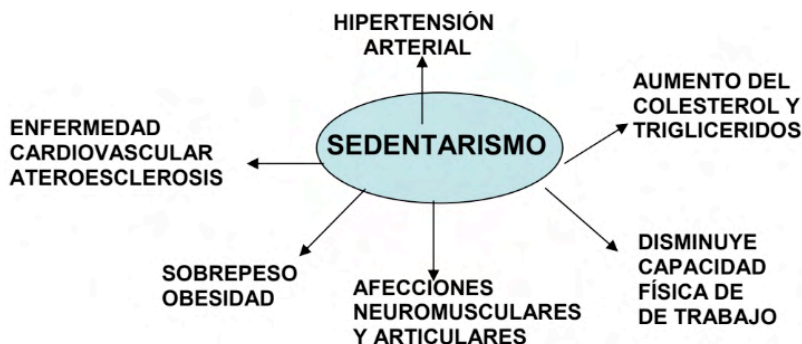 HIPERTENSIÓN
ARTERIAL
AUMENTO DEL
COLESTEROL Y
TRIGLICERIDOS
ENFERMEDAD
CARDIOVASCULAR
ATEROESCLEROSIS
SEDENTARISMO
SOBREPESO
OBESIDAD
AFECCIONES
NEUROMUSCULARES
Y ARTICULARES
DISMINUYE
CAPACIDAD
FÍSICA DE
DE TRABAJO